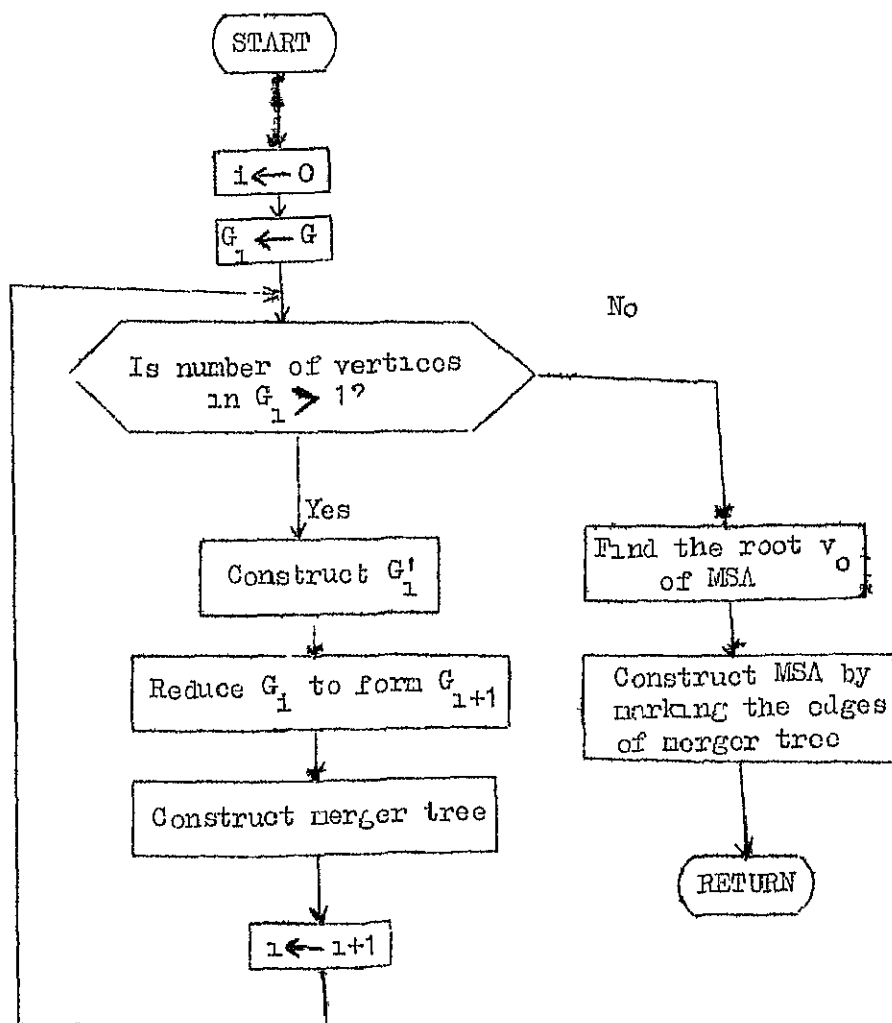 START
i ← 0
G_i ← G
No
Is number of vertices
in G_i > 1?
Yes
Construct G'_i
Reduce G_i to form G_{i+1}
Construct merger tree
i ← i+1
Find the root v_o
of MSA
Construct MSA by
marking the edges
of merger tree
RETURN